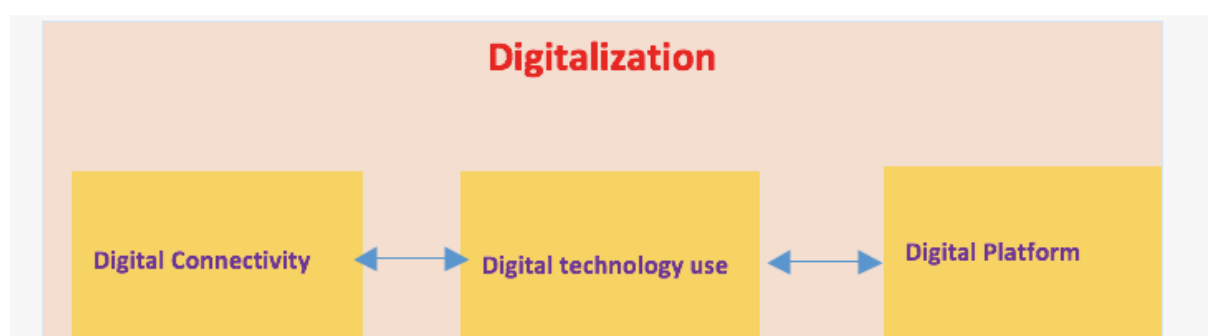 Digitalization
Digital Connectivity
Digital technology use
Digital Platform